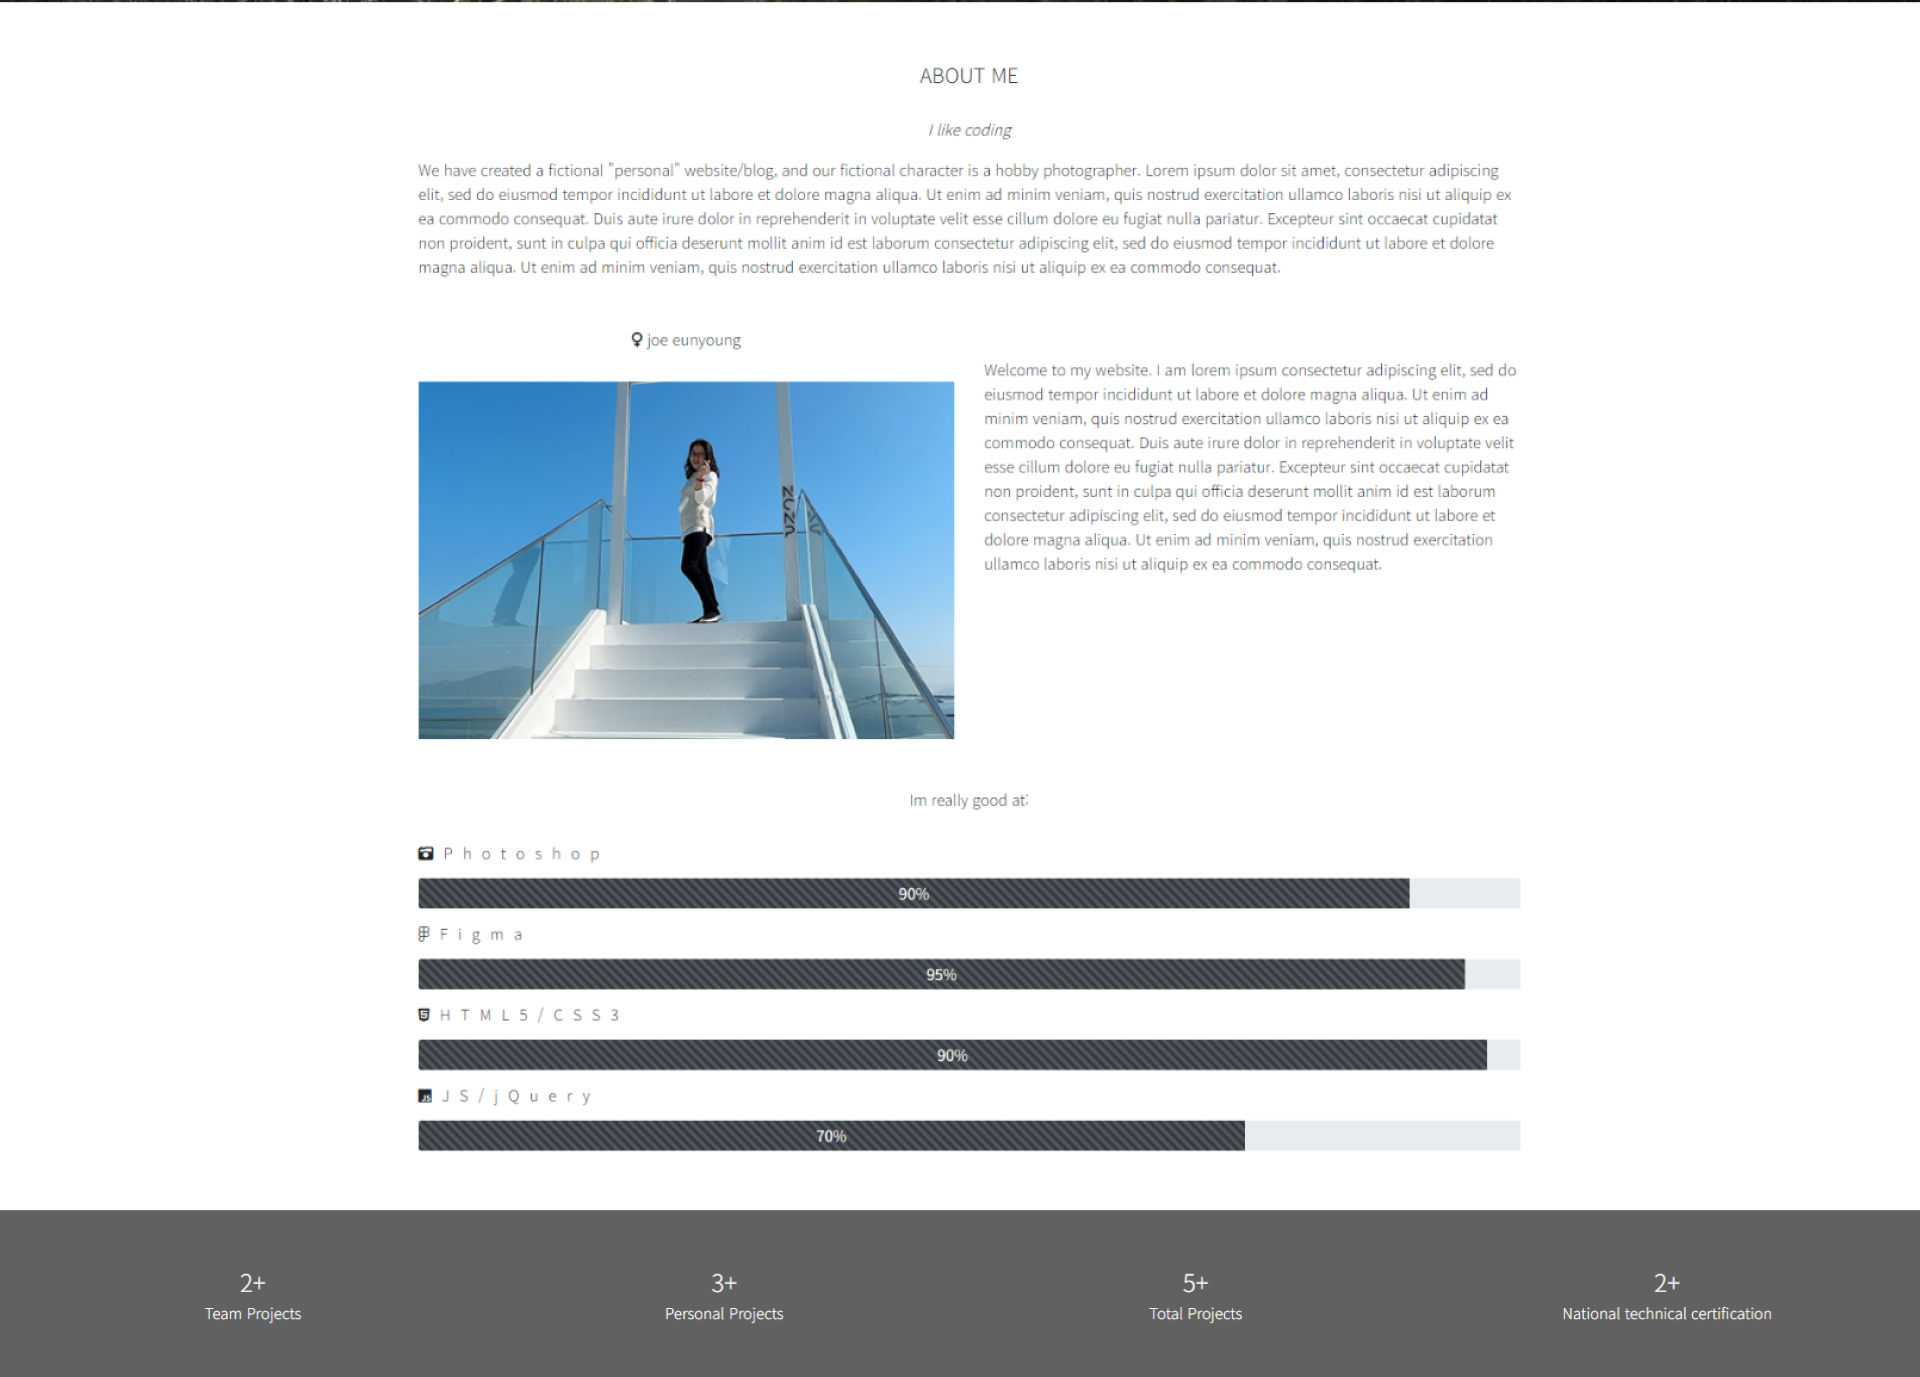 ABOUT ME
I like coding
We have created a fictional "personal" website/blog, and our fictional character is a hobby photographer. Lorem ipsum dolor sit amet, consectetur adipiscing
elit, sed do eiusmod tempor incididunt ut labore et dolore magna aliqua. Ut enim ad minim veniam, quis nostrud exercitation ullamco laboris nisi ut aliquip ex
ea commodo consequat. Duis aute irure dolor in reprehenderit in voluptate velit esse cillum dolore eu fugiat nulla pariatur. Excepteur sint occaecat cupidatat
non proident, sunt in culpa qui officia deserunt mollit anim id est laborum consectetur adipiscing elit, sed do eiusmod tempor incididunt ut labore et dolore
magna aliqua. Ut enim ad minim veniam, quis nostrud exercitation ullamco laboris nisi ut aliquip ex ea commodo consequat.
joe eunyoung
Welcome to my website. I am lorem ipsum consectetur adipiscing elit, sed do
eiusmod tempor incididunt ut labore et dolore magna aliqua. Ut enim ad
minim veniam, quis nostrud exercitation ullamco laboris nisi ut aliquip ex ea
commodo consequat. Duis aute irure dolor in reprehenderit in voluptate velit
esse cillum dolore eu fugiat nulla pariatur. Excepteur sint occaecat cupidatat
non proident, sunt in culpa qui officia deserunt mollit anim id est laborum
consectetur adipiscing elit, sed do eiusmod tempor incididunt ut labore et
dolore magna aliqua. Ut enim ad minim veniam, quis nostrud exercitation
ullamco laboris nisi ut aliquip ex ea commodo consequat.
Im really good at:
Photoshop
90%
Figma
95%
HTML5/CSS3
90%
JS JS/jQuery
70%
2+
Team Projects
3+
Personal Projects
5+
Total Projects
2+
National technical certification